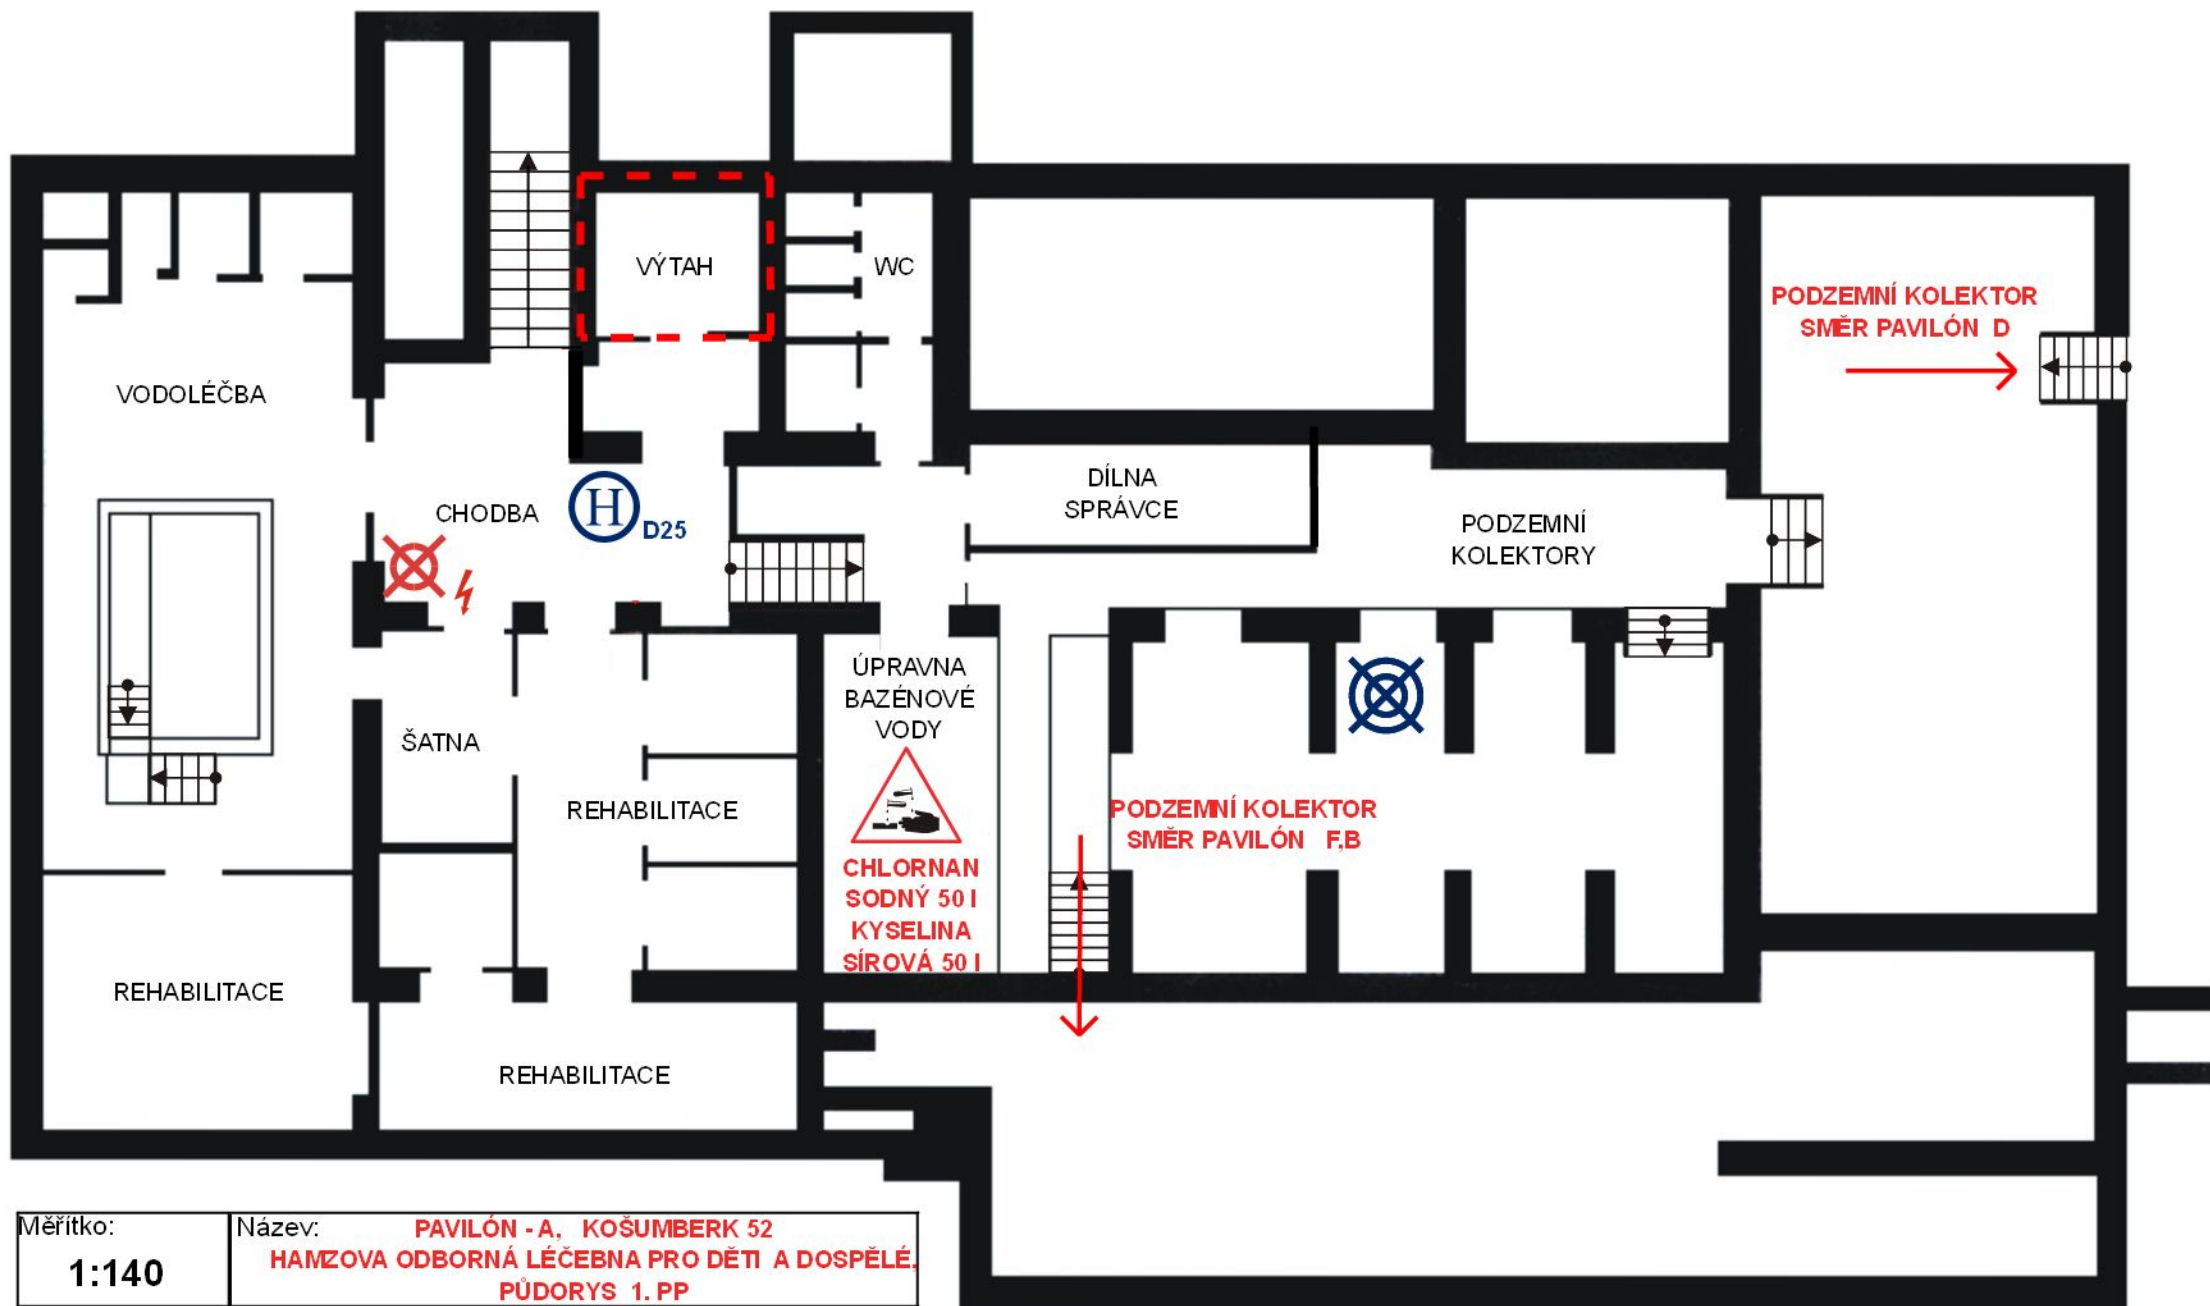 VÝTAH
WC
PODZEMNÍ KOLEKTOR
SMĚR PAVILÓN D
VODOLÉČBA
CHODBA
H
D25
DÍLNA
SPRÁVCE
PODZEMNÍ
KOLEKTORY
ÚPRAVNA
BAZÉNOVÉ
VODY
ŠATNA
REHABILITACE
PODZEMNÍ KOLEKTOR
SMĚR PAVILÓN F,B
CHLORNAN
SODNÝ 50 l
KYSELINA
SÍROVÁ 50 l
REHABILITACE
REHABILITACE
Měřítko:
1:140
Název:
PAVILÓN - A, KOŠUMBERK 52
HAMZOVA ODBORNÁ LÉČEBNA PRO DĚTI A DOSPĚLÉ,
PŮDORYS 1. PP